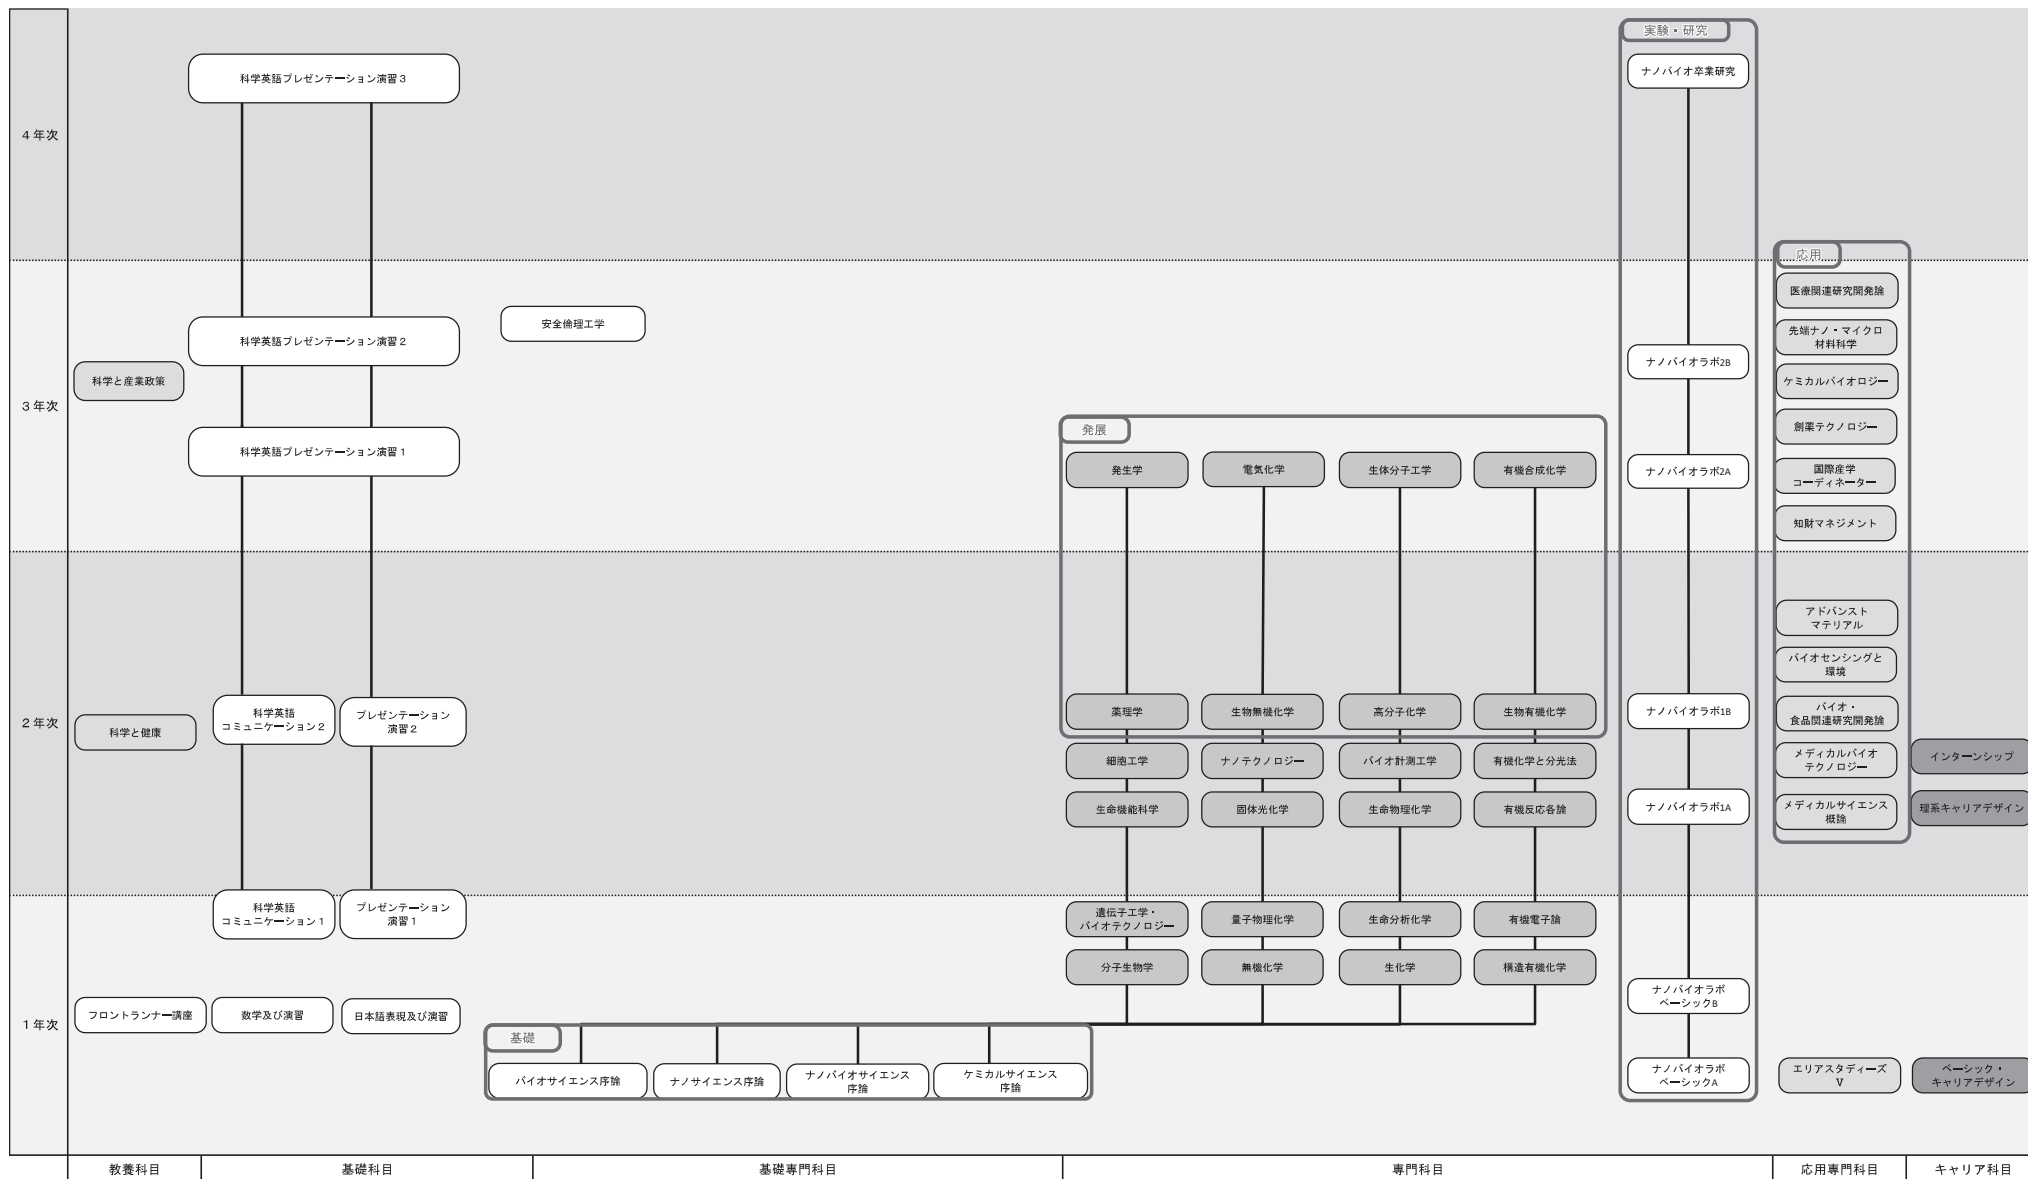 実験・研究
科学英語プレゼンテーション演習3
ナノバイオ卒業研究
4年次
応用
医療関連研究開発論
安全倫理工学
先端ナノ・マイクロ
材料科学
科学英語プレゼンテーション演習2
ナノバイオラボ2B
科学と産業政策
ケミカルバイオロジー
3年次
創薬テクノロジー
発展
科学英語プレゼンテーション演習1
発生学
電気化学
生体分子工学
有機合成化学
ナノバイオラボ2A
国際産学
コーディネーター
知財マネジメント
アドバンスト
マテリアル
バイオセンシングと
環境
2年次
科学と健康
科学英語
コミュニケーション2
プレゼンテーション
演習2
薬理学
生物無機化学
高分子化学
生物有機化学
ナノバイオラボ1B
バイオ・
食品関連研究開発論
細胞工学
ナノテクノロジー
バイオ計測工学
有機化学と分光法
メディカルバイオ
テクノロジー
インターンシップ
生命機能科学
固体光化学
生命物理化学
有機反応各論
ナノバイオラボ1A
メディカルサイエンス
概論
理系キャリアデザイン
科学英語
コミュニケーション1
プレゼンテーション
演習1
遺伝子工学・
バイオテクノロジー
量子物理化学
生命分析化学
有機電子論
分子生物学
無機化学
生化学
構造有機化学
1年次
フロントランナー講座
数学及び演習
日本語表現及び演習
ナノバイオラボ
ベーシックB
基礎
バイオサイエンス序論
ナノサイエンス序論
ナノバイオサイエンス
序論
ケミカルサイエンス
序論
ナノバイオラボ
ベーシックA
エリアスタディーズ
V
ベーシック・
キャリアデザイン
教養科目
基礎科目
基礎専門科目
専門科目
応用専門科目
キャリア科目